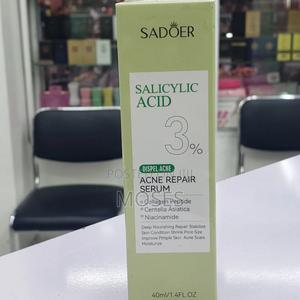 SADOER
SALICYLIC
ACID
3%
DISPEL ACNE
ACNE REPAIR
SERUM
MOSES
Collagen Peptide
Centella Asiatica
Niacinamide
Deep Nourishing Repair Stabilize
Skin Condition Shrink Pore Size
Improve Pimple Skin Acne Scars
Moisturize
40ml/1.4FL.OZ